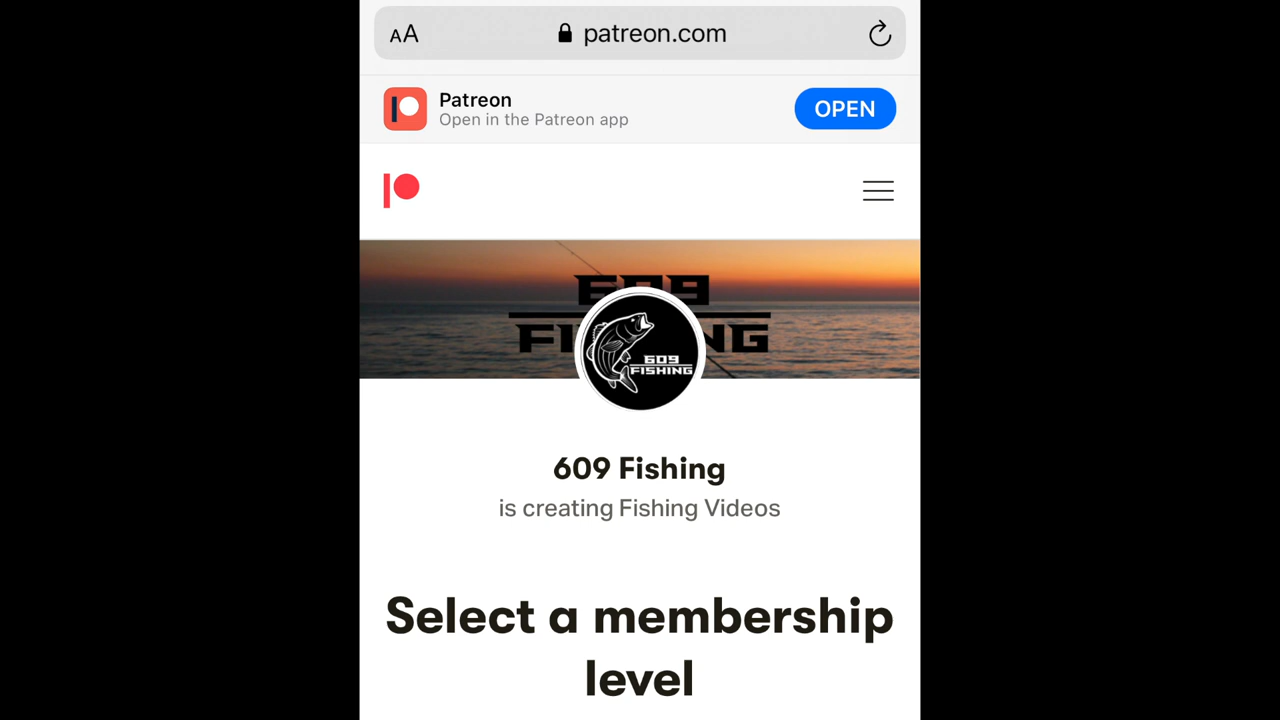 AA patreon.com
Patreon
Open in the Patreon app
OPEN
609
FISHING
609
FISHING
609 Fishing
is creating Fishing Videos
Select a membership
level